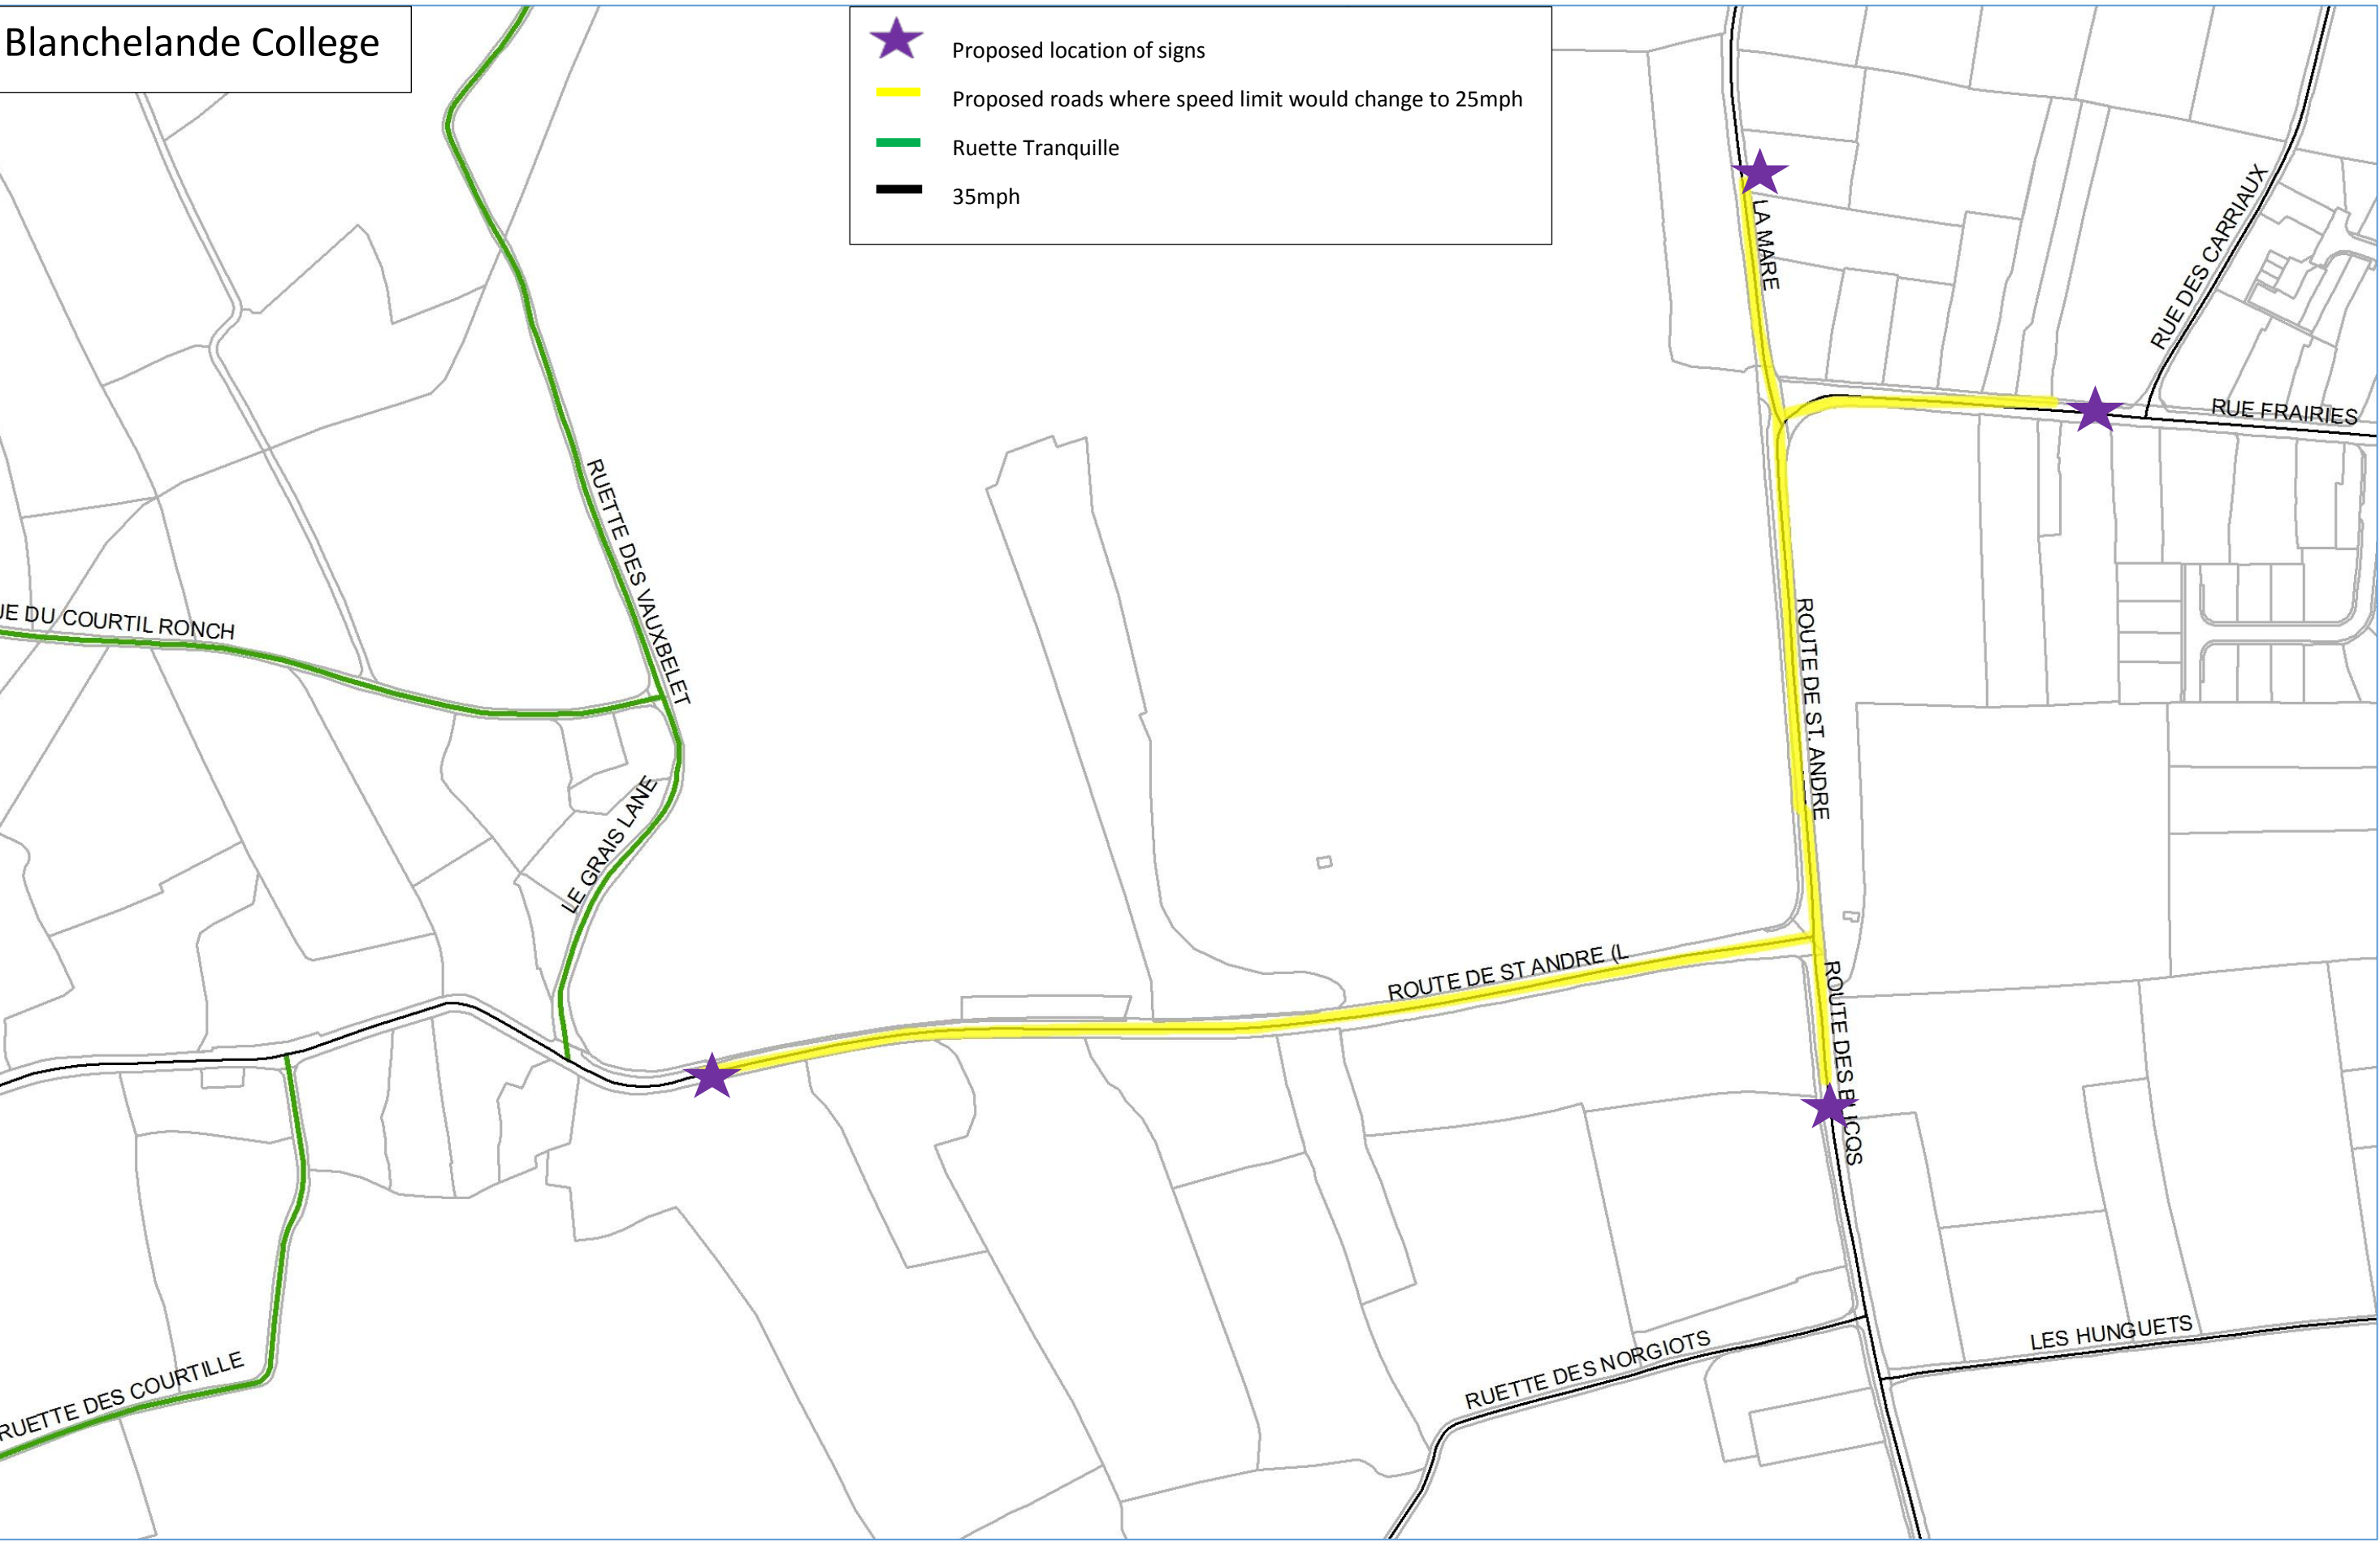 Blanchelande College
Proposed location of signs
Proposed roads where speed limit would change to 25mph
Ruette Tranquille
35mph
LA MARE
RUE DES CARRIAUX
RUE FRAIRIES
RUETTE DES VAUXBELET
UE DU COURTIL RONCH
ROUTE DE ST. ANDRE
LE GRAIS LANE
ROUTE DE ST ANDRE (L
ROUTE DES BLICQS
RUETTE DES COURTILLE
RUETTE DES NORGIOTS
LES HUNGUETS